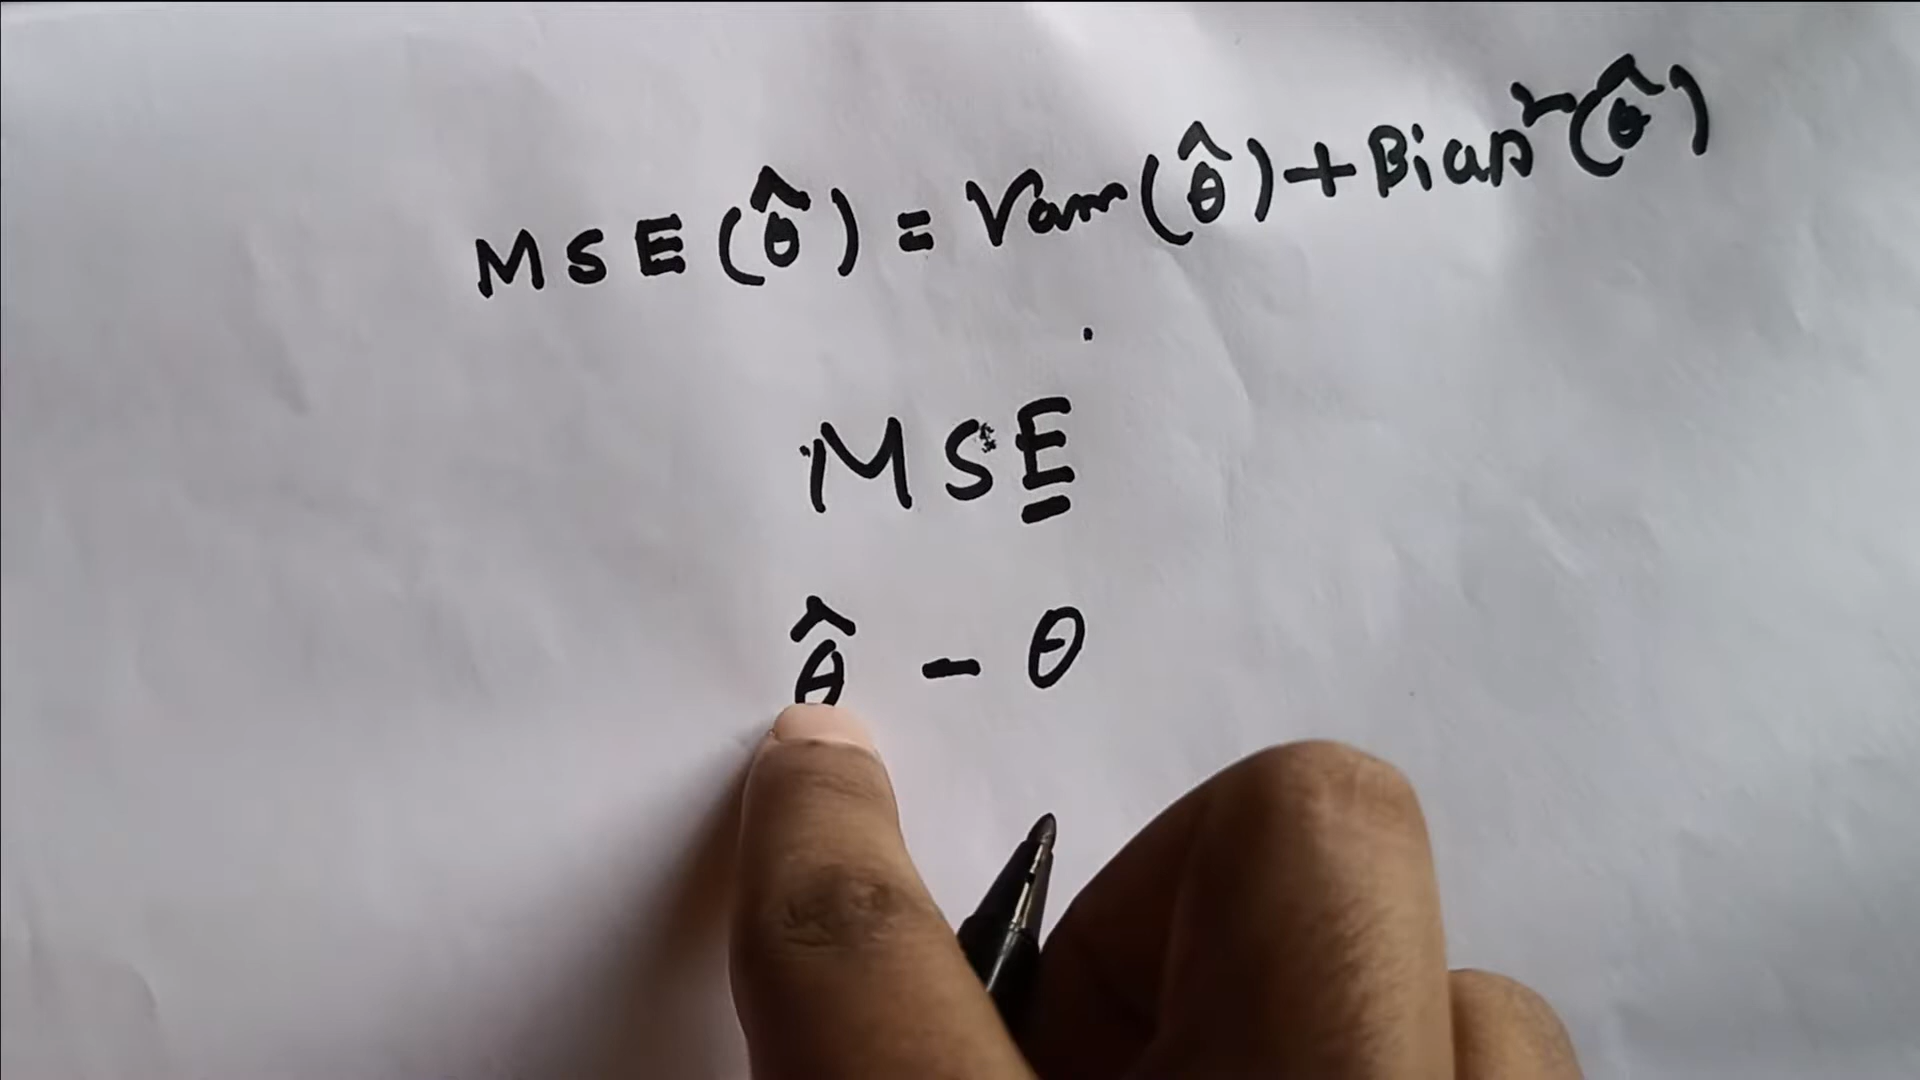 MSE(θ̂) = Var(θ̂) + Bias²(θ̂)
MSE
θ̂ - θ